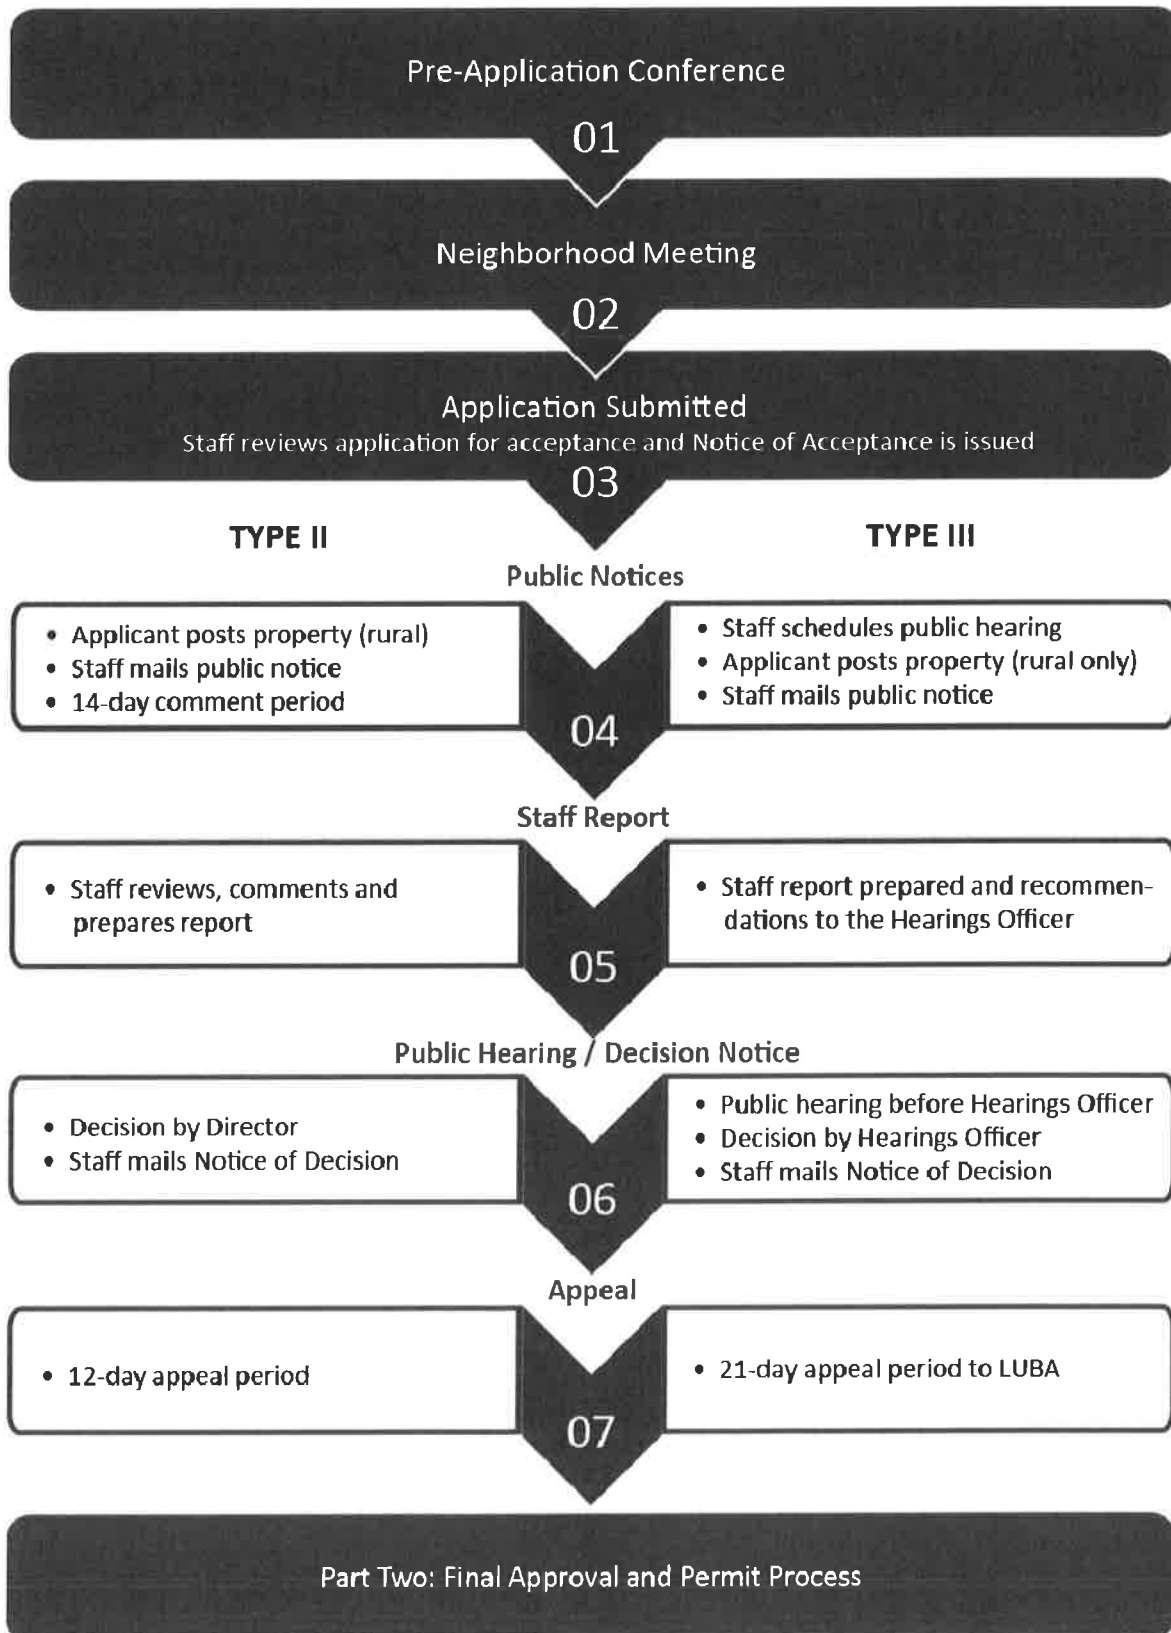 Pre-Application Conference
01
Neighborhood Meeting
02
Application Submitted
Staff reviews application for acceptance and Notice of Acceptance is issued
03
TYPE II
TYPE III
Public Notices
• Applicant posts property (rural)
• Staff mails public notice
• 14-day comment period
04
• Staff schedules public hearing
• Applicant posts property (rural only)
• Staff mails public notice
Staff Report
• Staff reviews, comments and
prepares report
05
• Staff report prepared and recommen-
dations to the Hearings Officer
Public Hearing / Decision Notice
• Decision by Director
• Staff mails Notice of Decision
06
• Public hearing before Hearings Officer
• Decision by Hearings Officer
• Staff mails Notice of Decision
Appeal
• 12-day appeal period
07
• 21-day appeal period to LUBA
Part Two: Final Approval and Permit Process